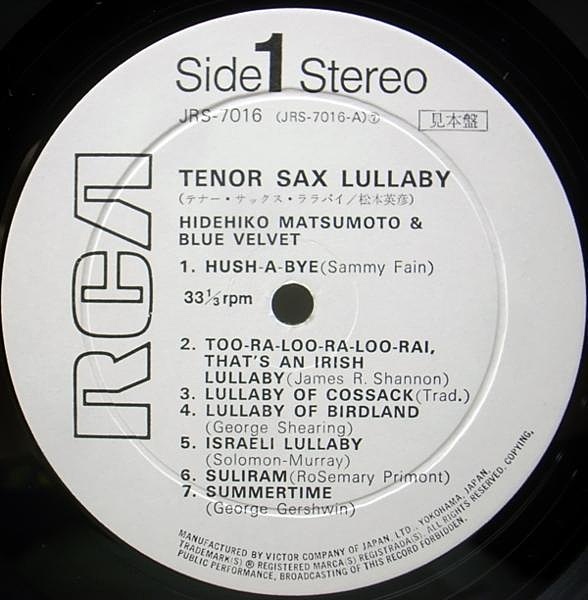 Side 1 Stereo
JRS-7016 (JRS-7016-A)⑦ 見本盤
RCA
TENOR SAX LULLABY
(テナー・サックス・ララバイ/松本英彦)
HIDEHIKO MATSUMOTO &
BLUE VELVET
1. HUSH-A-BYE(Sammy Fain)
33 1/3 rpm
2. TOO-RA-LOO-RA-LOO-RAI,
THAT'S AN IRISH
LULLABY(James R. Shannon)
3. LULLABY OF COSSACK(Trad.)
4. LULLABY OF BIRDLAND
(George Shearing)
5. ISRAELI LULLABY
(Solomon-Murray)
6. SULIRAM(RoSemary Primont)
7. SUMMERTIME
(George Gershwin)
MANUFACTURED BY VICTOR COMPANY OF JAPAN, LTD., YOKOHAMA, JAPAN.
TRADEMARK(S) ® REGISTERED MARCA(S) REGISTRADA(S). ALL RIGHTS RESERVED. COPYING,
PUBLIC PERFORMANCE, BROADCASTING OF THIS RECORD FORBIDDEN.